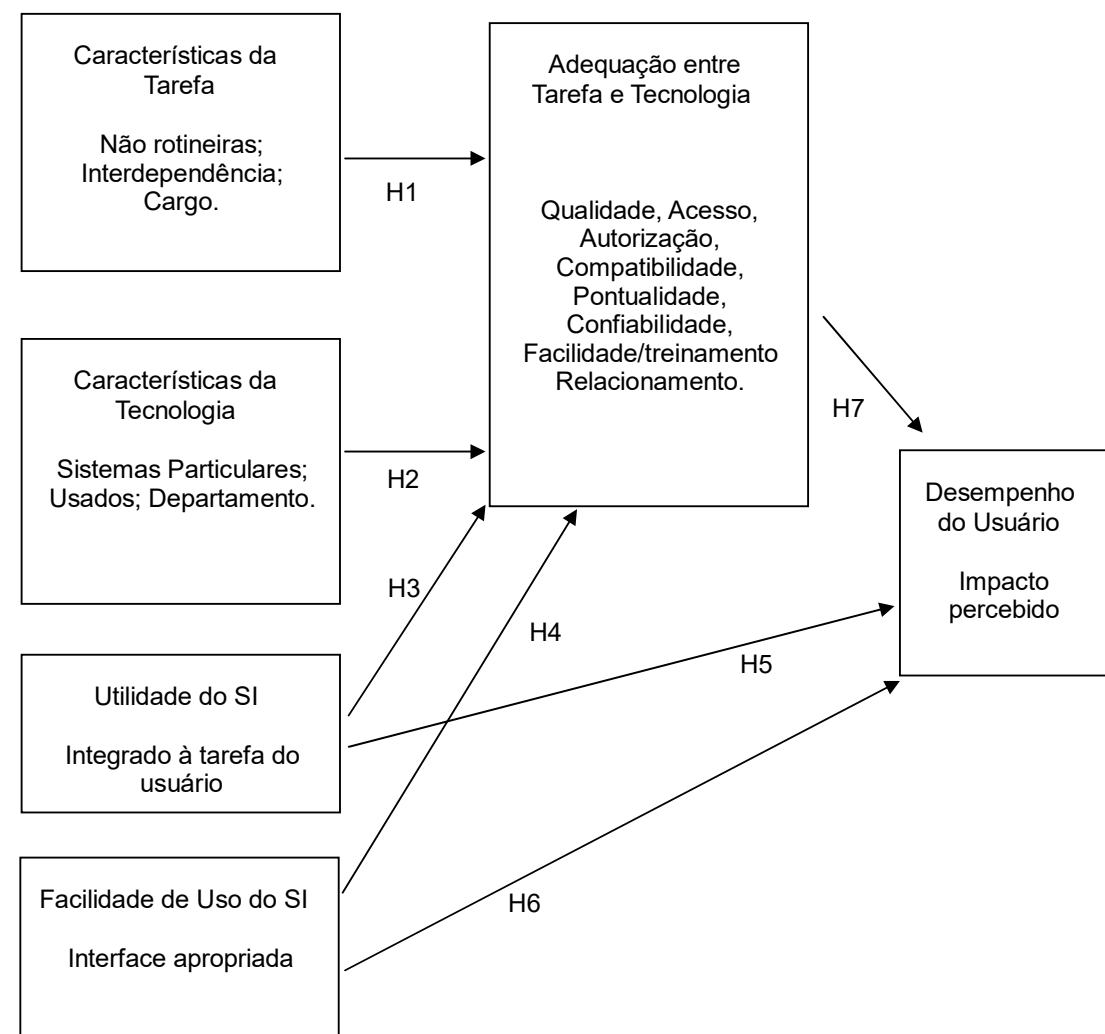 Características da
Tarefa
Não rotineiras;
Interdependência;
Cargo.
H1
Adequação entre
Tarefa e Tecnologia
Qualidade, Acesso,
Autorização,
Compatibilidade,
Pontualidade,
Confiabilidade,
Facilidade/treinamento
Relacionamento.
Características da
Tecnologia
Sistemas Particulares;
Usados; Departamento.
H2
H7
Desempenho
do Usuário
Impacto
percebido
H3
H4
H5
Utilidade do SI
Integrado à tarefa do
usuário
Facilidade de Uso do SI
Interface apropriada
H6